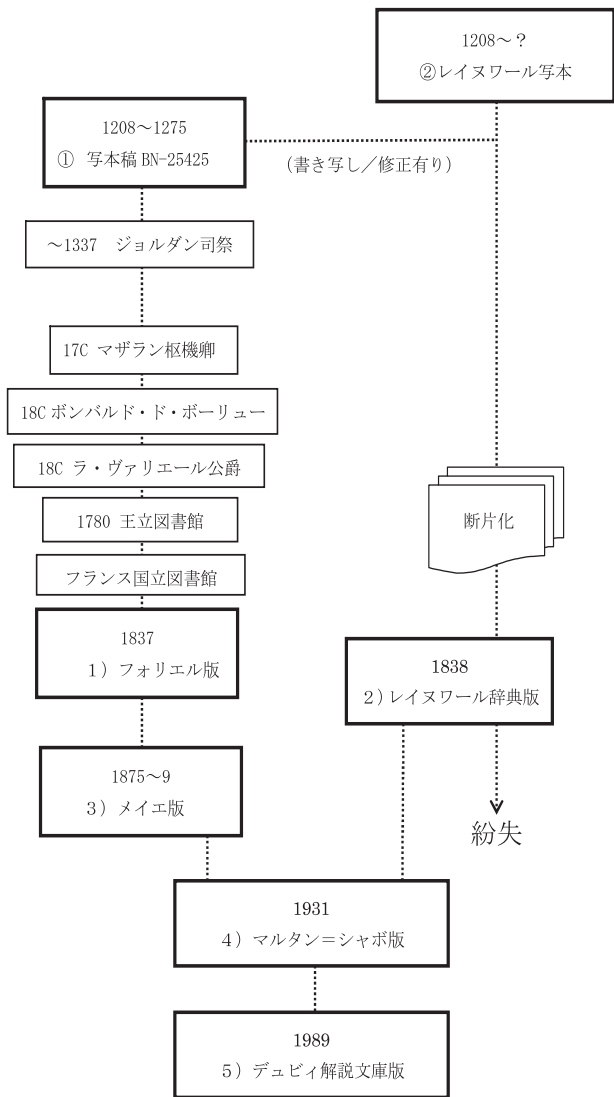 1208～？
②レイヌワール写本
1208～1275
① 写本稿 BN-25425
（書き写し／修正有り）
～1337 ジョルダン司祭
17C マザラン枢機卿
18C ボンバルド・ド・ボーリュー
18C ラ・ヴァリエール公爵
断片化
1780 王立図書館
フランス国立図書館
1837
１）フォリエル版
1838
２）レイヌワール辞典版
1875～9
３）メイエ版
紛失
1931
４）マルタン＝シャボ版
1989
５）デュビィ解説文庫版